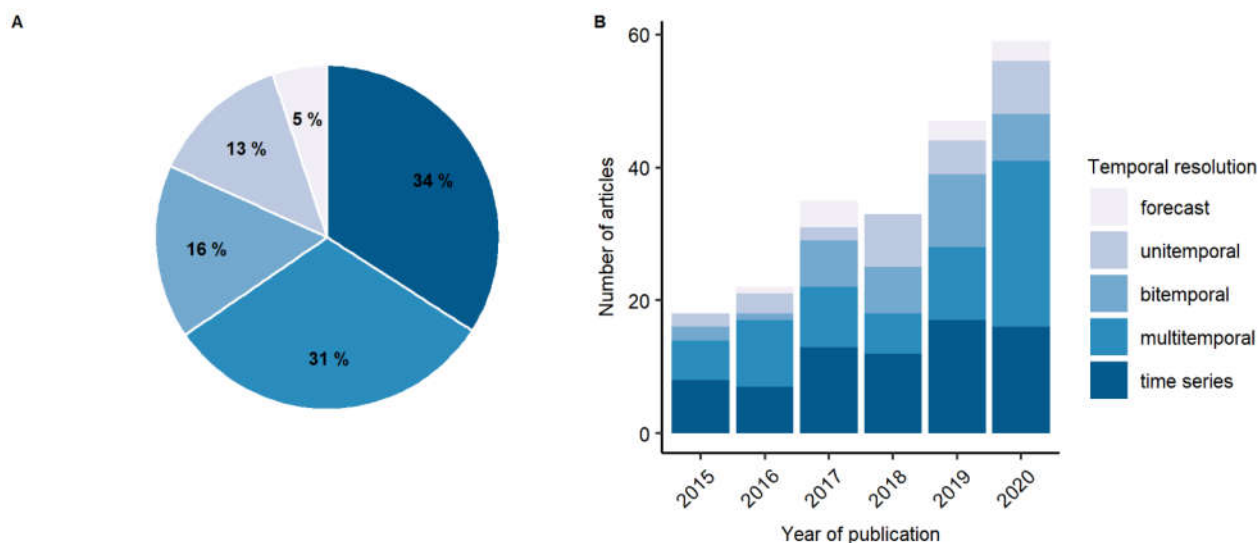 A
5 %
13 %
34 %
16 %
31 %
B
Number of articles
60
40
20
0
2015
2016
2017
2018
2019
2020
Year of publication
Temporal resolution
forecast
unitemporal
bitemporal
multitemporal
time series